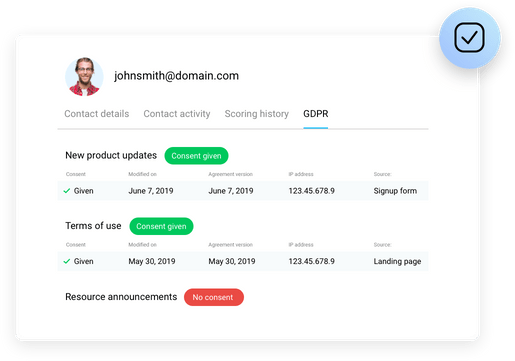 johnsmith@domain.com
Contact details Contact activity Scoring history GDPR
New product updates Consent given
Consent Modified on Agreement version IP address Source:
Given June 7, 2019 June 7, 2019 123.45.678.9 Signup form
Terms of use Consent given
Consent Modified on Agreement version IP address Source:
Given May 30, 2019 May 30, 2019 123.45.678.9 Landing page
Resource announcements No consent